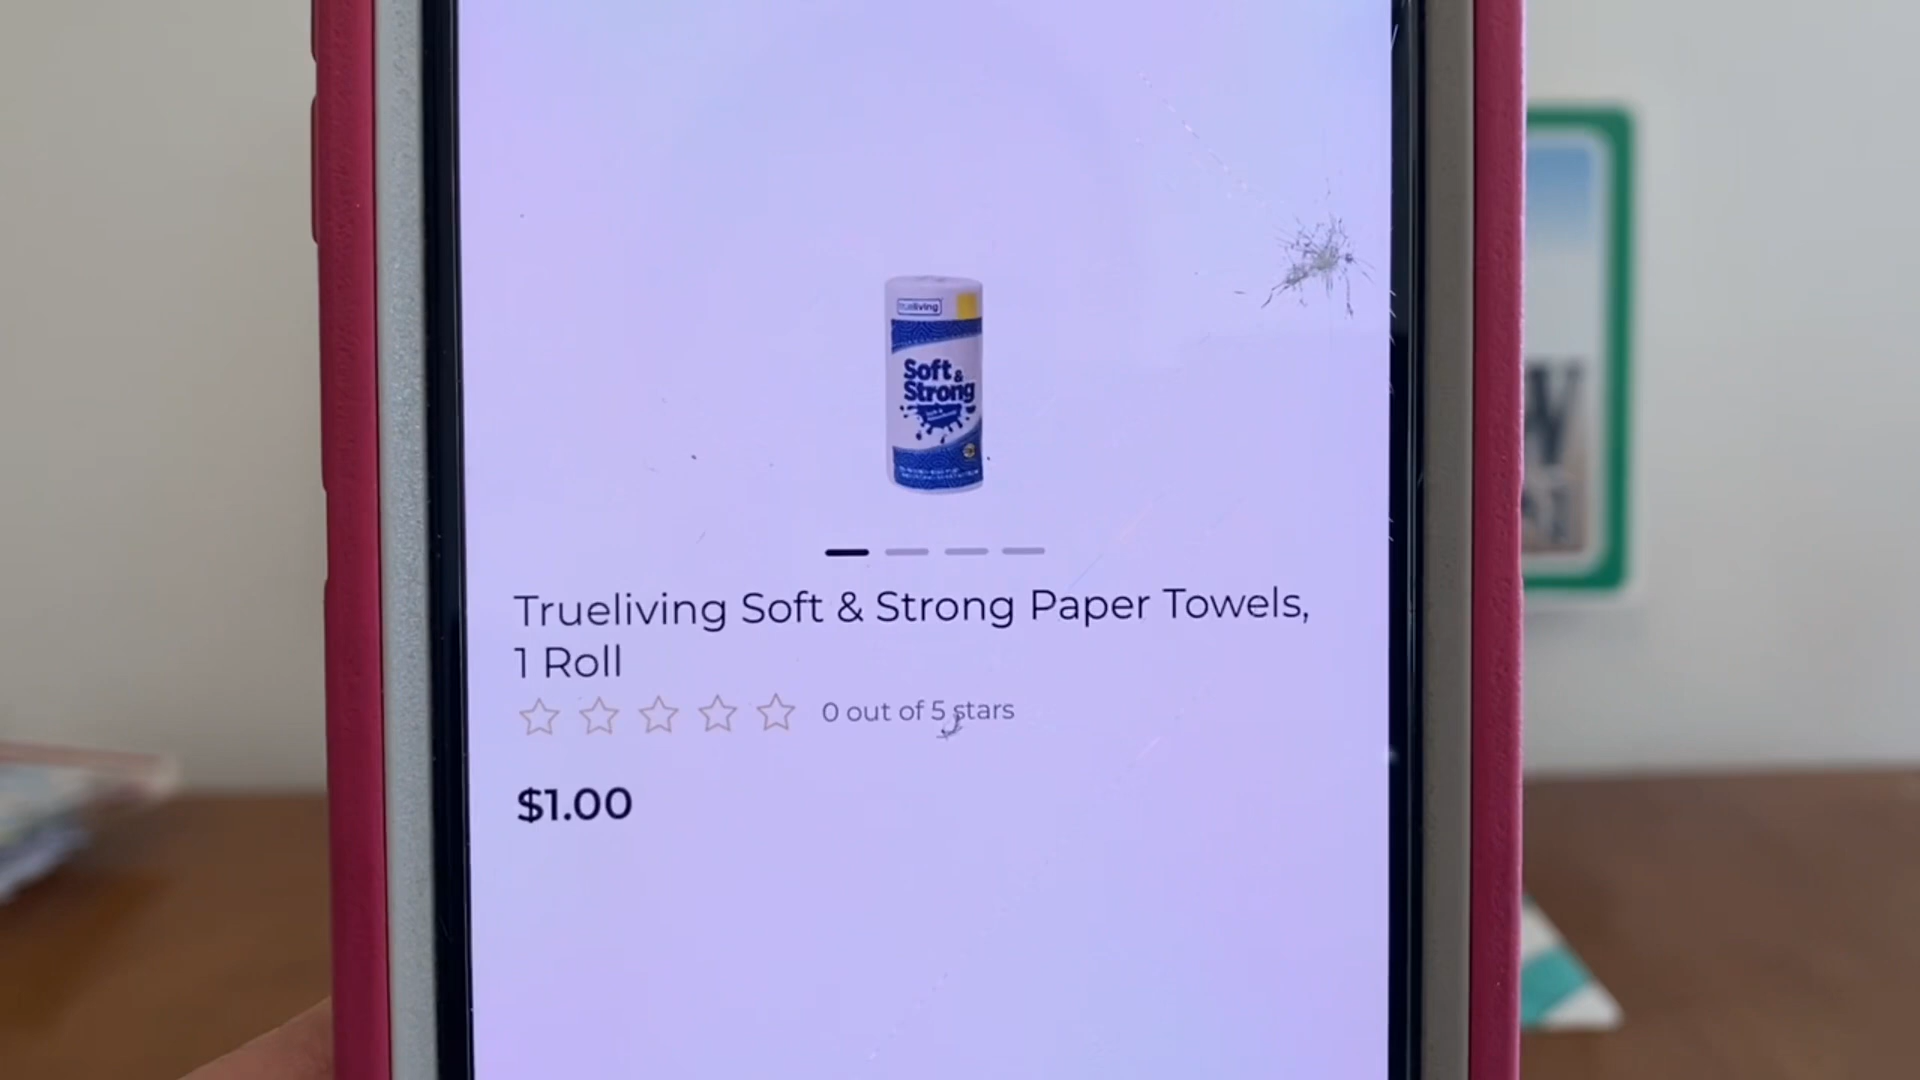 trueliving
Soft &
Strong
Trueliving Soft & Strong Paper Towels,
1 Roll
0 out of 5 stars
$1.00
W